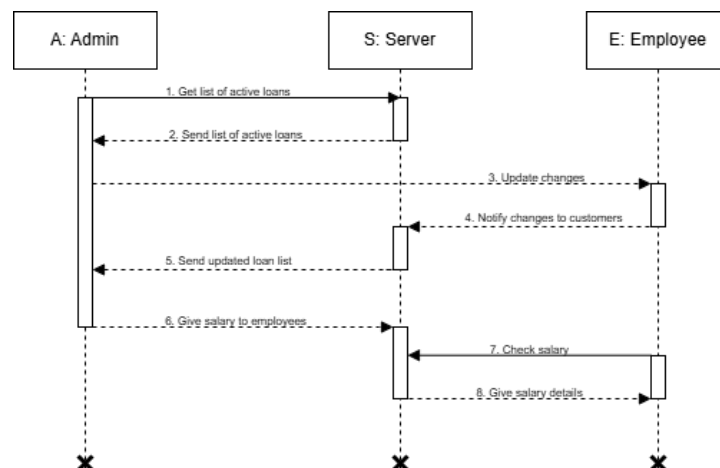 A: Admin
S: Server
E: Employee
1. Get list of active loans
2. Send list of active loans
3. Update changes
4. Notify changes to customers
5. Send updated loan list
6. Give salary to employees
7. Check salary
8. Give salary details